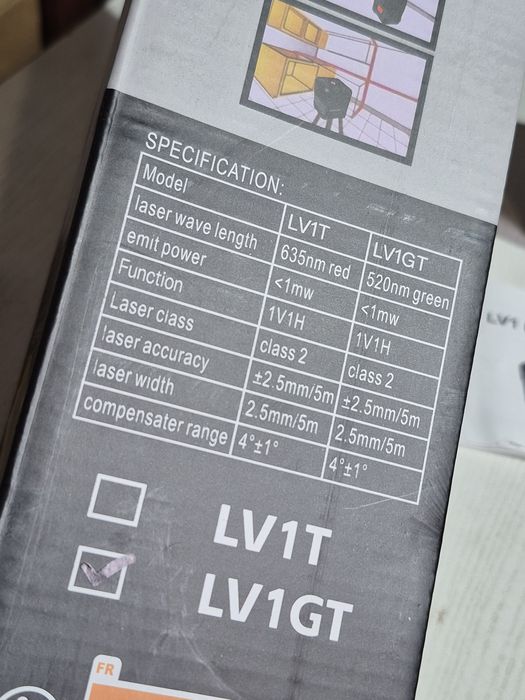 SPECIFICATION:
Model LV1T LV1GT
laser wave length 635nm red 520nm green
emit power <1mw <1mw
Function 1V1H 1V1H
Laser class class 2 class 2
laser accuracy ±2.5mm/5m ±2.5mm/5m
laser width 2.5mm/5m 2.5mm/5m
compensater range 4°±1° 4°±1°
LV1T
LV1GT
FR
LV1